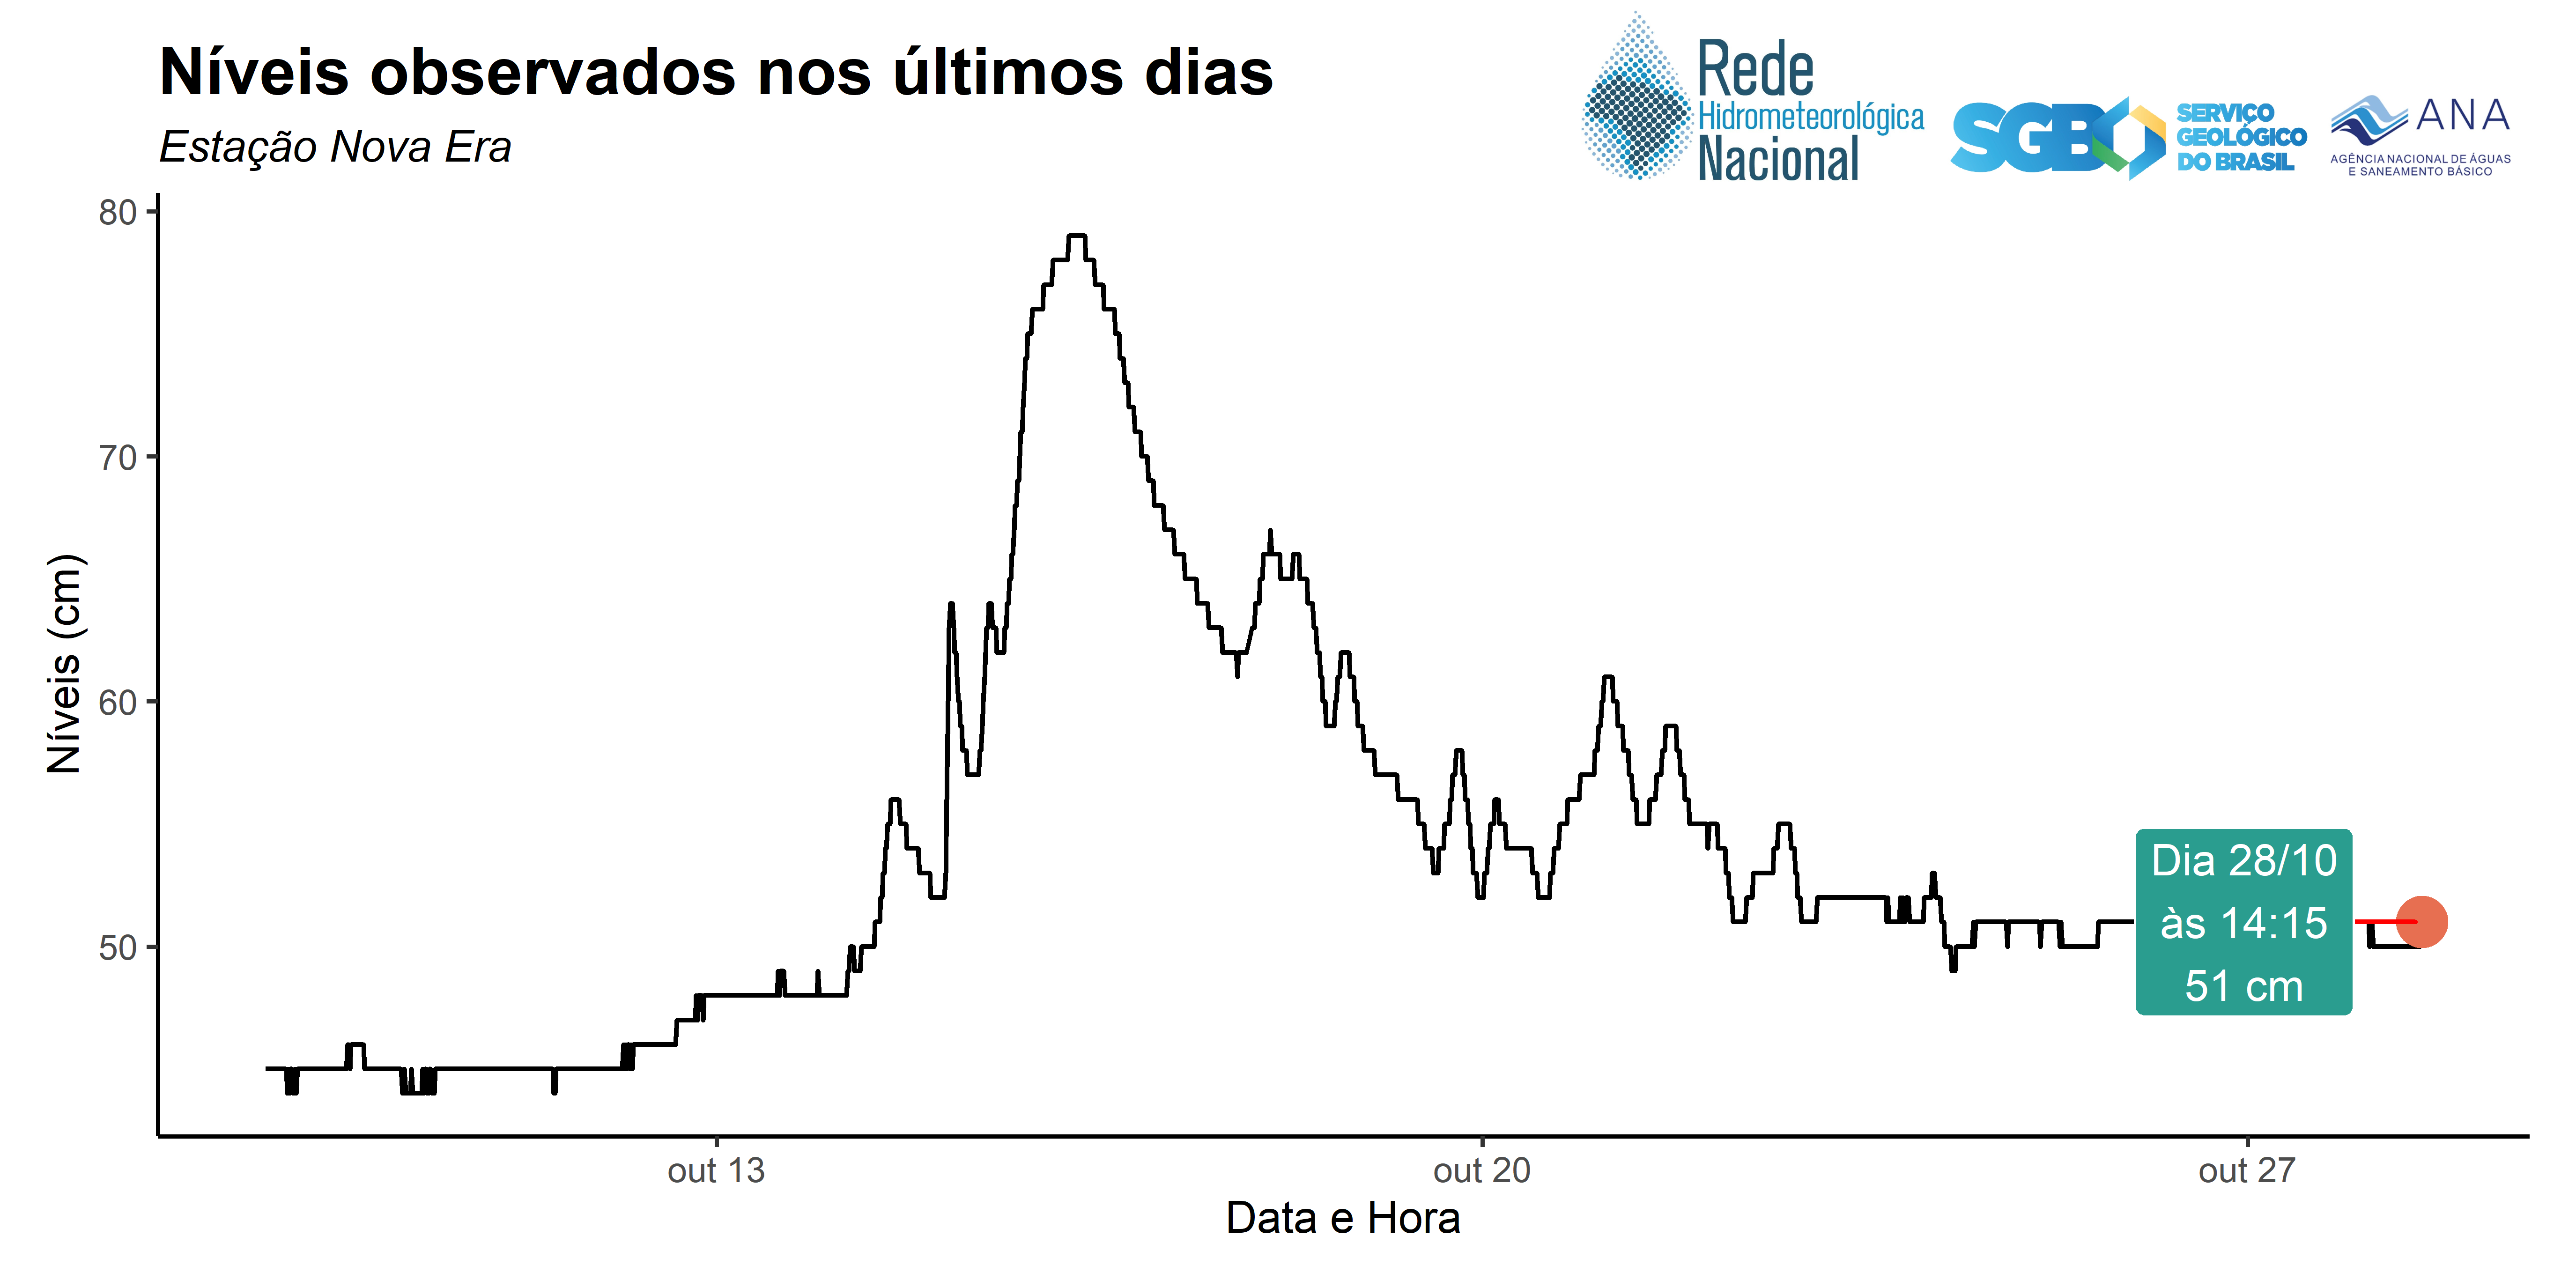 Níveis observados nos últimos dias
Estação Nova Era
Rede
Hidrometeorológica
Nacional
SGB
SERVIÇO
GEOLÓGICO
DO BRASIL
ANA
AGÊNCIA NACIONAL DE ÁGUAS
E SANEAMENTO BÁSICO
Níveis (cm)
80
70
60
50
Dia 28/10
às 14:15
51 cm
out 13
out 20
out 27
Data e Hora